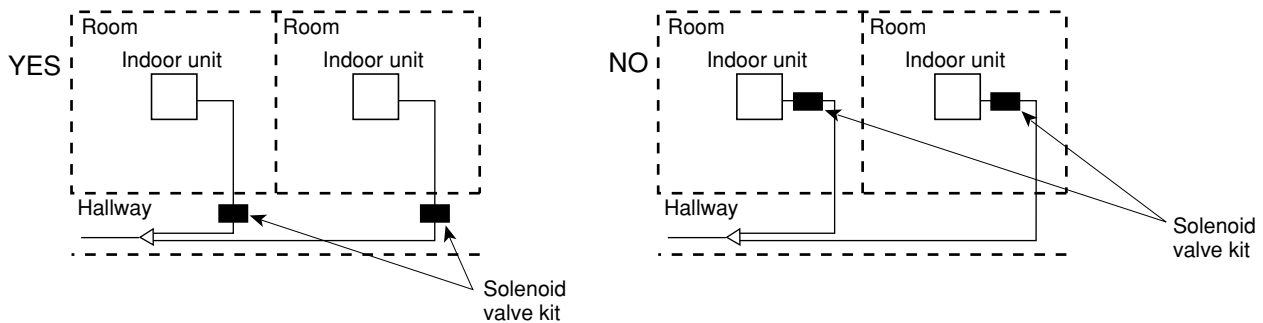 YES
Room
Room
Indoor unit
Indoor unit
Hallway
Solenoid
valve kit
NO
Room
Room
Indoor unit
Indoor unit
Hallway
Solenoid
valve kit